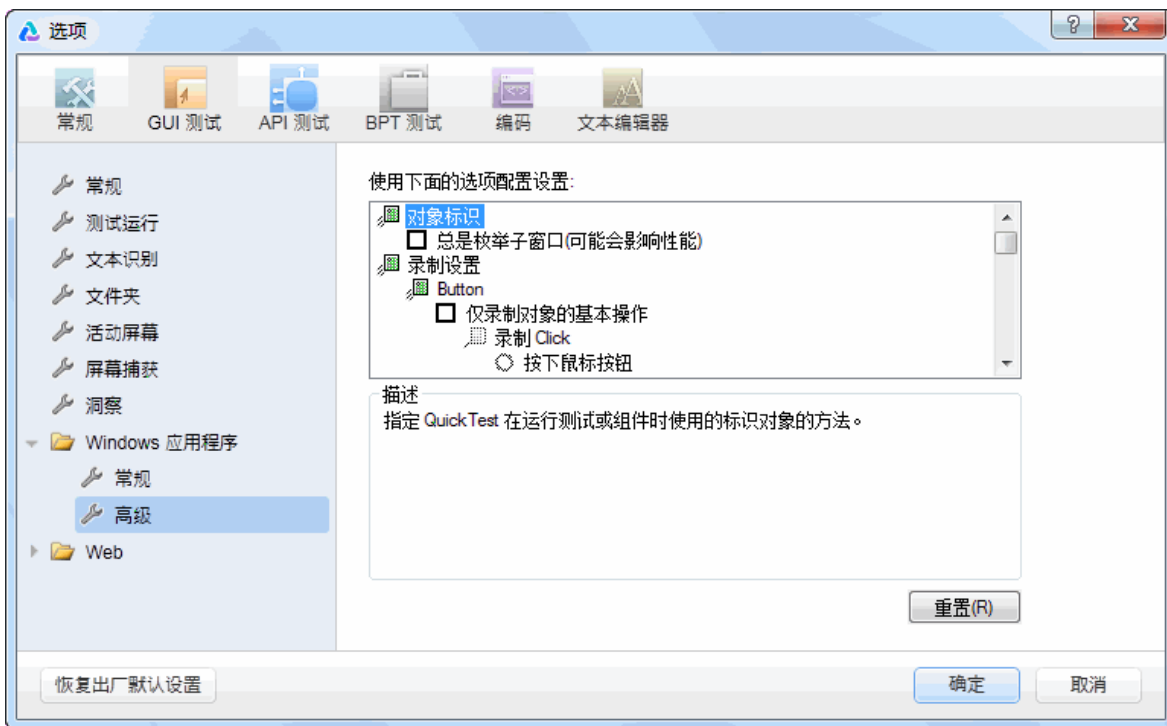 选项
常规
GUI 测试
API 测试
BPT 测试
编码
文本编辑器
常规
测试运行
文本识别
文件夹
活动屏幕
屏幕捕获
洞察
Windows 应用程序
常规
高级
Web
使用下面的选项配置设置:
对象标识
总是枚举子窗口(可能会影响性能)
录制设置
Button
仅录制对象的基本操作
录制 Click
按下鼠标按钮
描述
指定 QuickTest 在运行测试或组件时使用的标识对象的方法。
重置(R)
恢复出厂默认设置
确定
取消